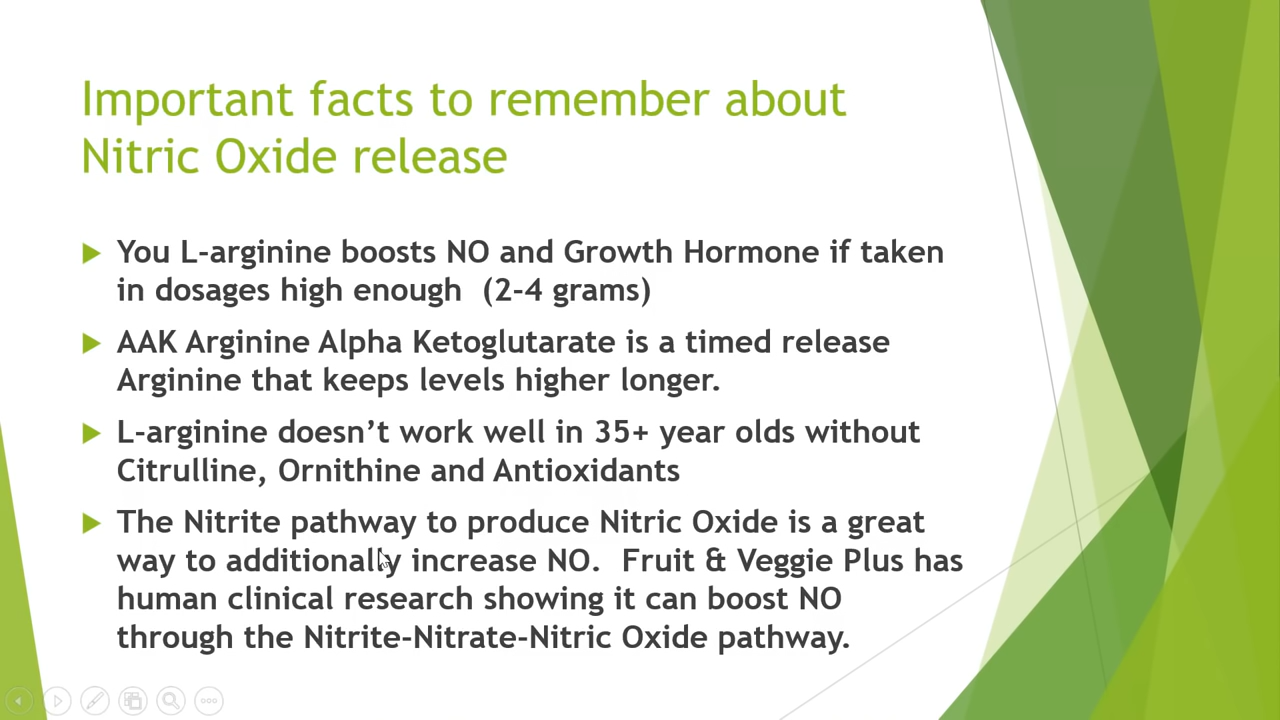 Important facts to remember about
Nitric Oxide release
You L-arginine boosts NO and Growth Hormone if taken
in dosages high enough  (2-4 grams)
AAK Arginine Alpha Ketoglutarate is a timed release
Arginine that keeps levels higher longer.
L-arginine doesn’t work well in 35+ year olds without
Citrulline, Ornithine and Antioxidants
The Nitrite pathway to produce Nitric Oxide is a great
way to additionally increase NO.  Fruit & Veggie Plus has
human clinical research showing it can boost NO
through the Nitrite-Nitrate-Nitric Oxide pathway.